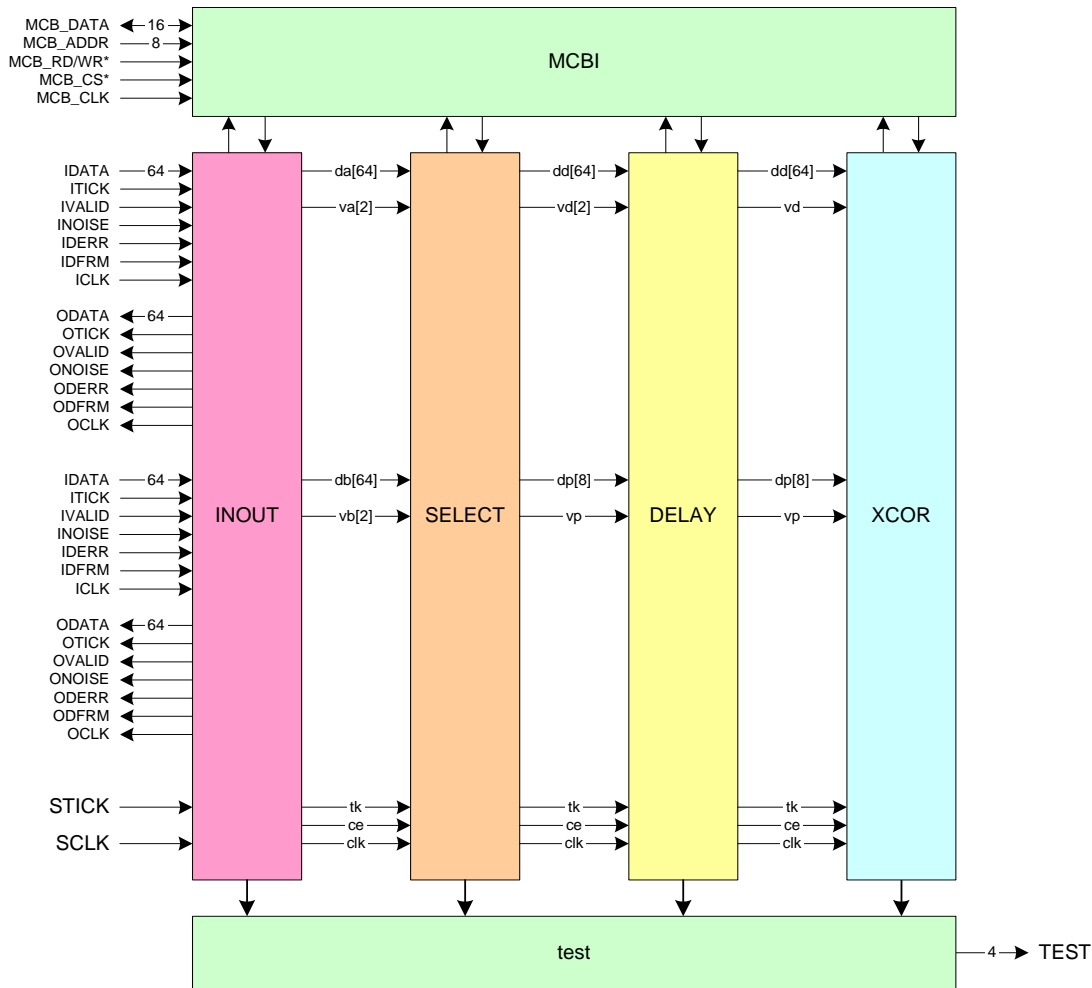 MCB_DATA 16
MCB_ADDR 8
MCB_RD/WR*
MCB_CS*
MCB_CLK
MCBI
IDATA 64 da[64] dd[64] dd[64]
ITICK
IVALID va[2] vd[2] vd
INOISE
IDERR
IDFRM
ICLK
ODATA 64
OTICK
OVALID
ONOISE
ODERR
ODFRM
OCLK
IDATA 64 db[64] dp[8] dp[8]
ITICK
IVALID INOUT vb[2] SELECT vp DELAY vp XCOR
INOISE
IDERR
IDFRM
ICLK
ODATA 64
OTICK
OVALID
ONOISE
ODERR
ODFRM
OCLK
STICK tk tk tk
ce ce ce
SCLK clk clk clk
test 4 TEST